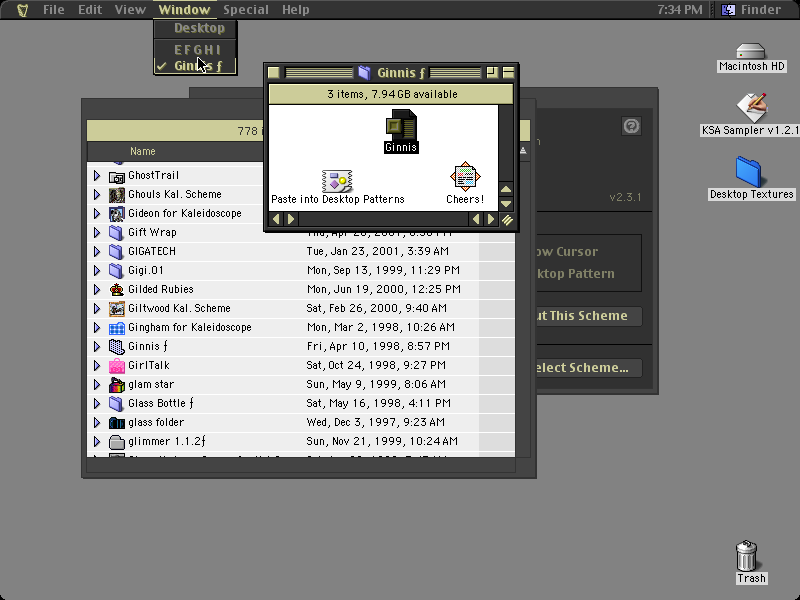 File Edit View Window Special Help 7:34 PM Finder
Desktop
E F G H I
Ginnis ƒ
Ginnis ƒ
3 items, 7.94 GB available
Ginnis
Paste into Desktop Patterns
Cheers!
Macintosh HD
KSA Sampler v1.2.1
Desktop Textures
Trash
778 i
Name
GhostTrail
Ghouls Kal. Scheme
Gideon for Kaleidoscope
Gift Wrap
GIGATECH Tue, Jan 23, 2001, 3:39 AM
Gigi.01 Mon, Sep 13, 1999, 11:29 PM
Gilded Rubies Mon, Jun 19, 2000, 12:25 PM
Giltwood Kal. Scheme Sat, Feb 26, 2000, 9:40 AM
Gingham for Kaleidoscope Mon, Mar 2, 1998, 10:26 AM
Ginnis ƒ Fri, Apr 10, 1998, 8:57 PM
GirlTalk Sat, Oct 24, 1998, 9:27 PM
glam star Sun, May 9, 1999, 8:06 AM
Glass Bottle ƒ Sat, May 16, 1998, 4:11 PM
glass folder Wed, Dec 3, 1997, 9:23 AM
glimmer 1.1.2ƒ Sun, Nov 21, 1999, 10:24 AM
n
v2.3.1
ow Cursor
ktop Pattern
ut This Scheme
elect Scheme...